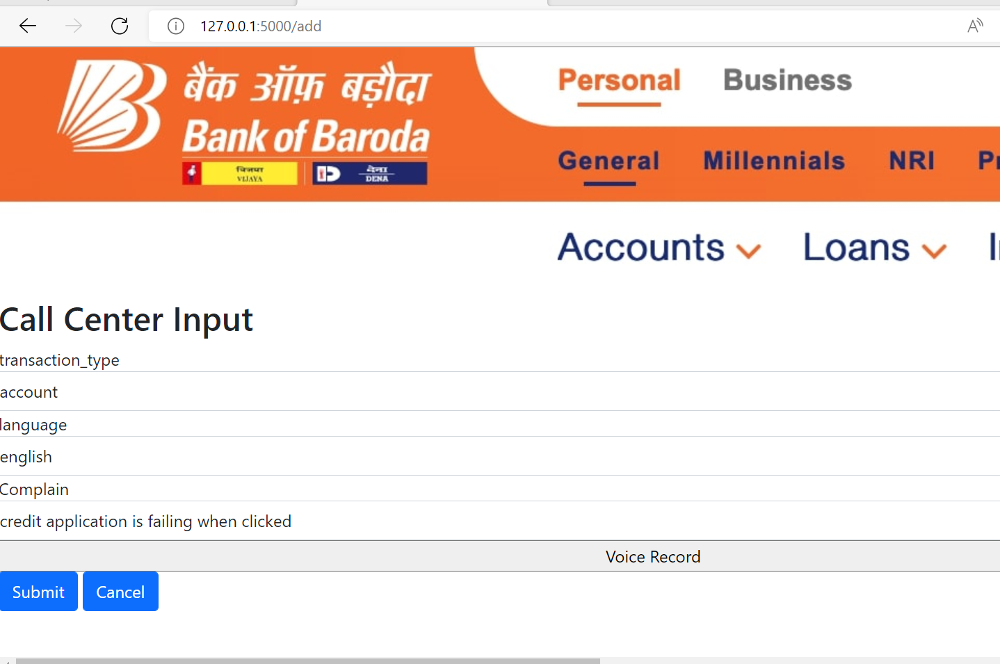 127.0.0.1:5000/add
बैंक ऑफ़ बड़ौदा
Bank of Baroda
विजया
VIJAYA
देना
DENA
Personal Business
General Millennials NRI
Accounts Loans
Call Center Input
transaction_type
account
language
english
Complain
credit application is failing when clicked
Voice Record
Submit Cancel